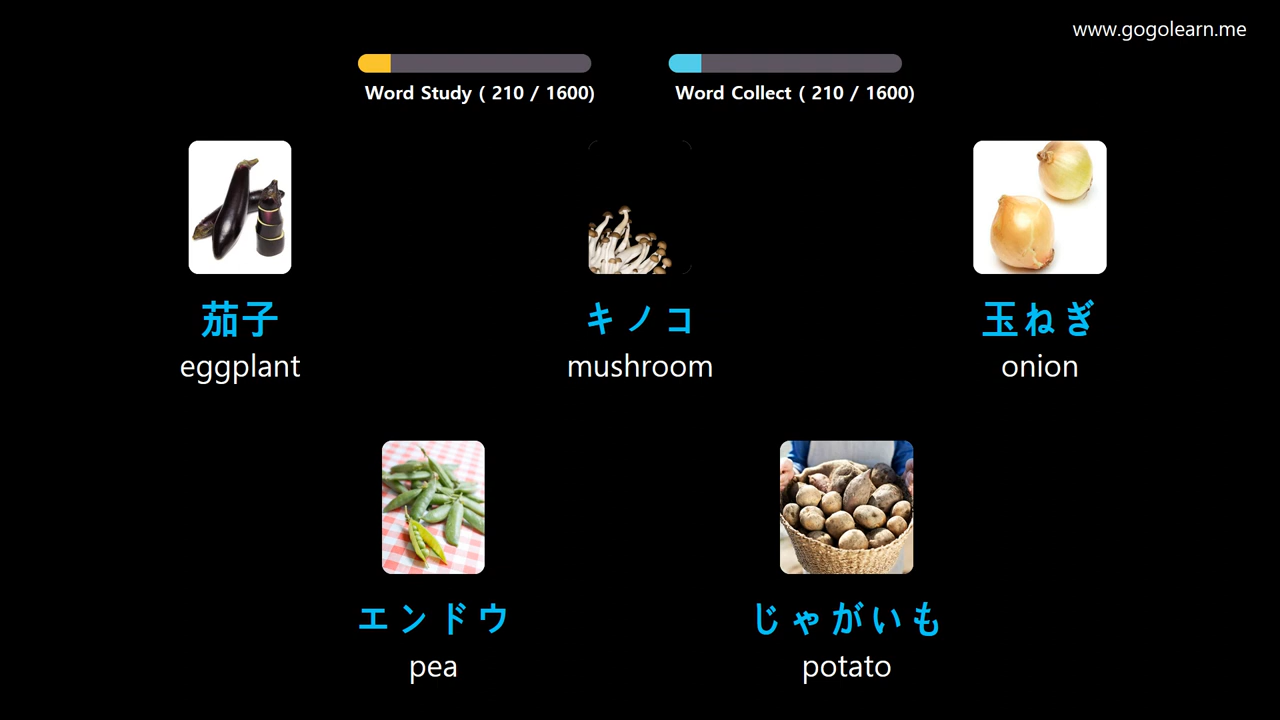 www.gogolearn.me
Word Study ( 210 / 1600)
Word Collect ( 210 / 1600)
茄子
eggplant
キノコ
mushroom
玉ねぎ
onion
エンドウ
pea
じゃがいも
potato